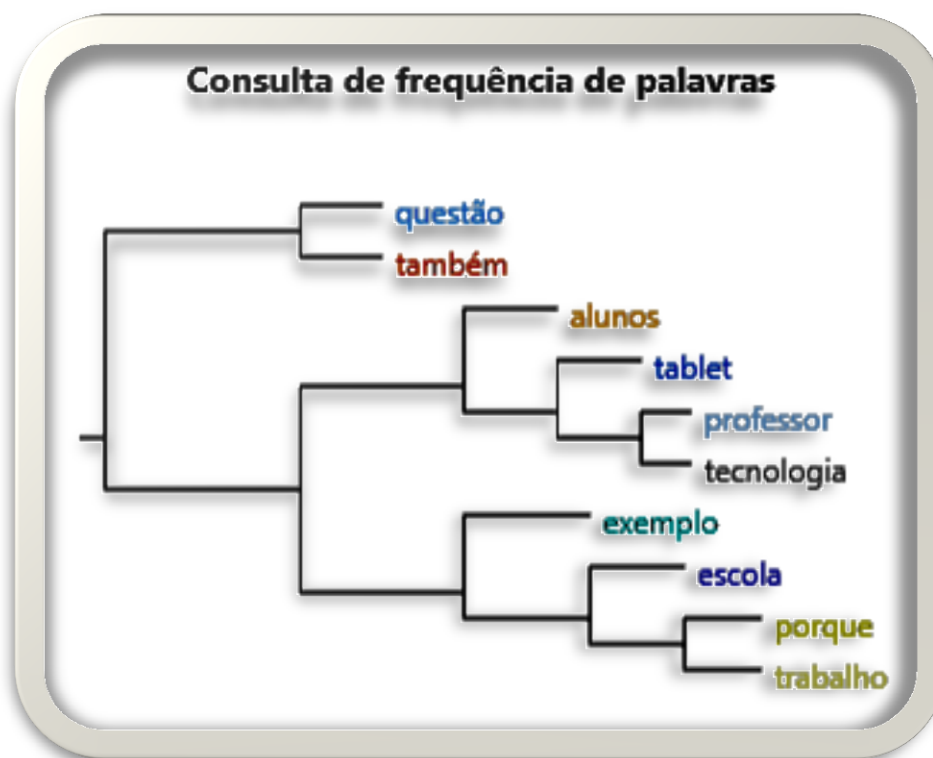 Consulta de frequência de palavras
questão
também
alunos
tablet
professor
tecnologia
exemplo
escola
porque
trabalho